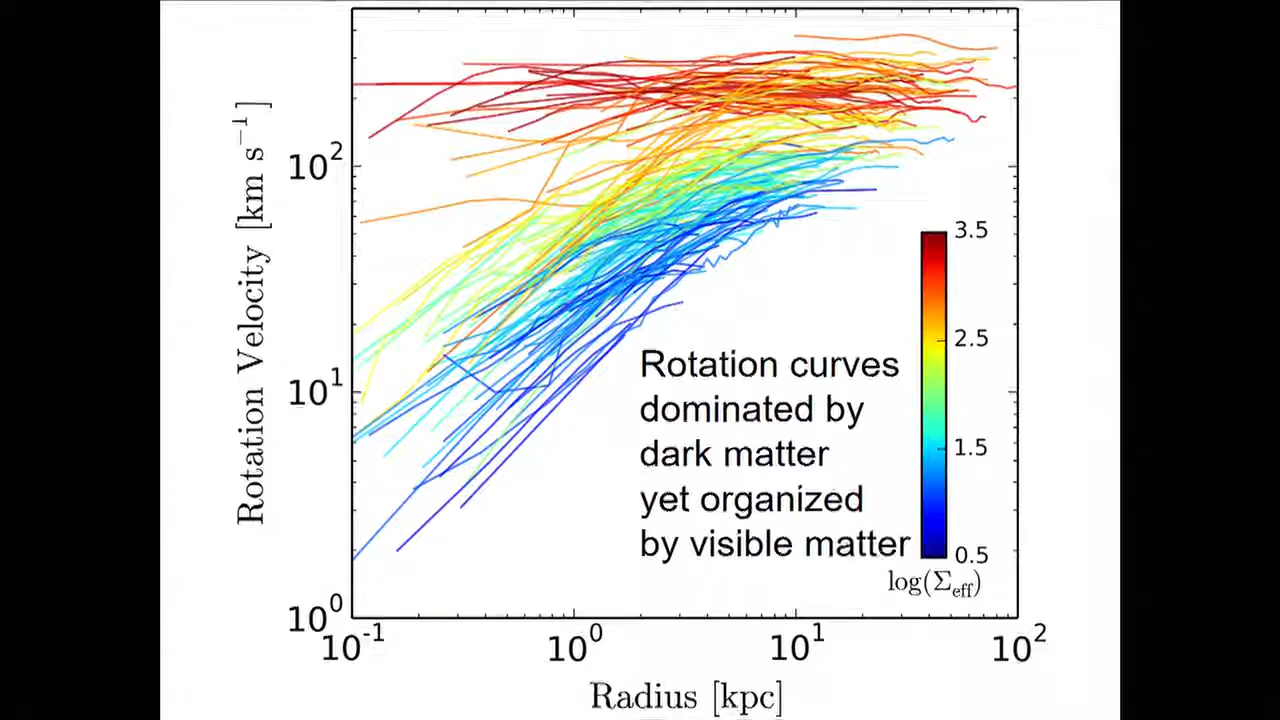 Rotation Velocity [km s⁻¹]
10²
10¹
10⁰
10⁻¹
10⁰
10¹
10²
Radius [kpc]
Rotation curves
dominated by
dark matter
yet organized
by visible matter
3.5
2.5
1.5
0.5
log(Σeff)